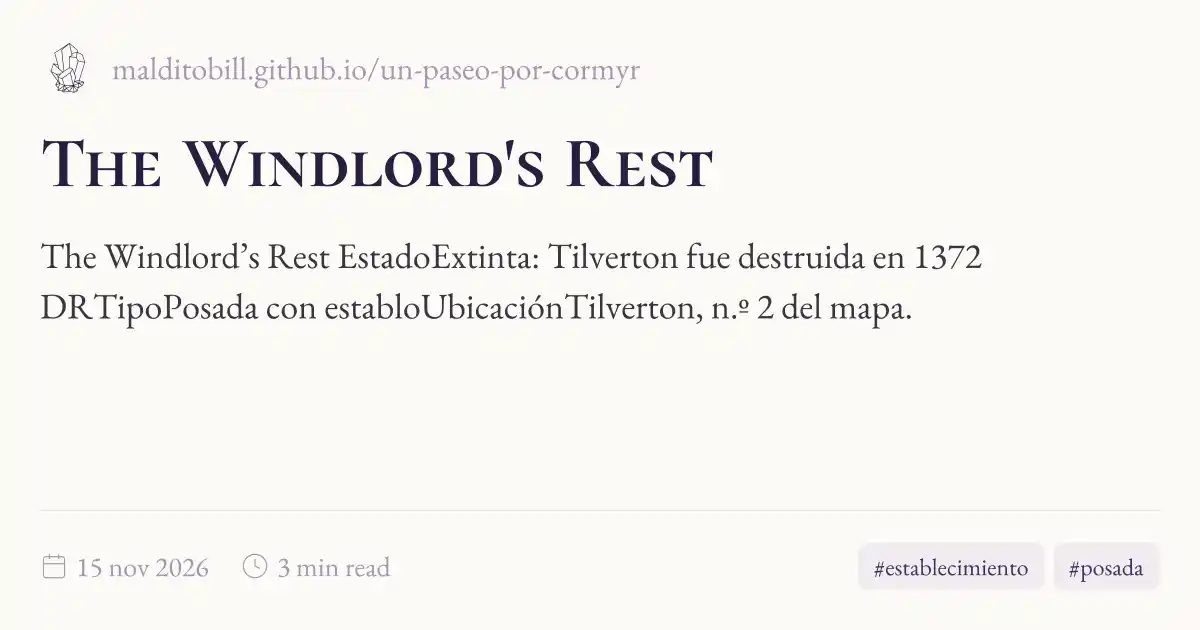 malditobill.github.io/un-paseo-por-cormyr
The Windlord's Rest
The Windlord’s Rest EstadoExtinta: Tilverton fue destruida en 1372
DRTipoPosada con establoUbicaciónTilverton, n.º 2 del mapa.
15 nov 2026 3 min read #establecimiento #posada